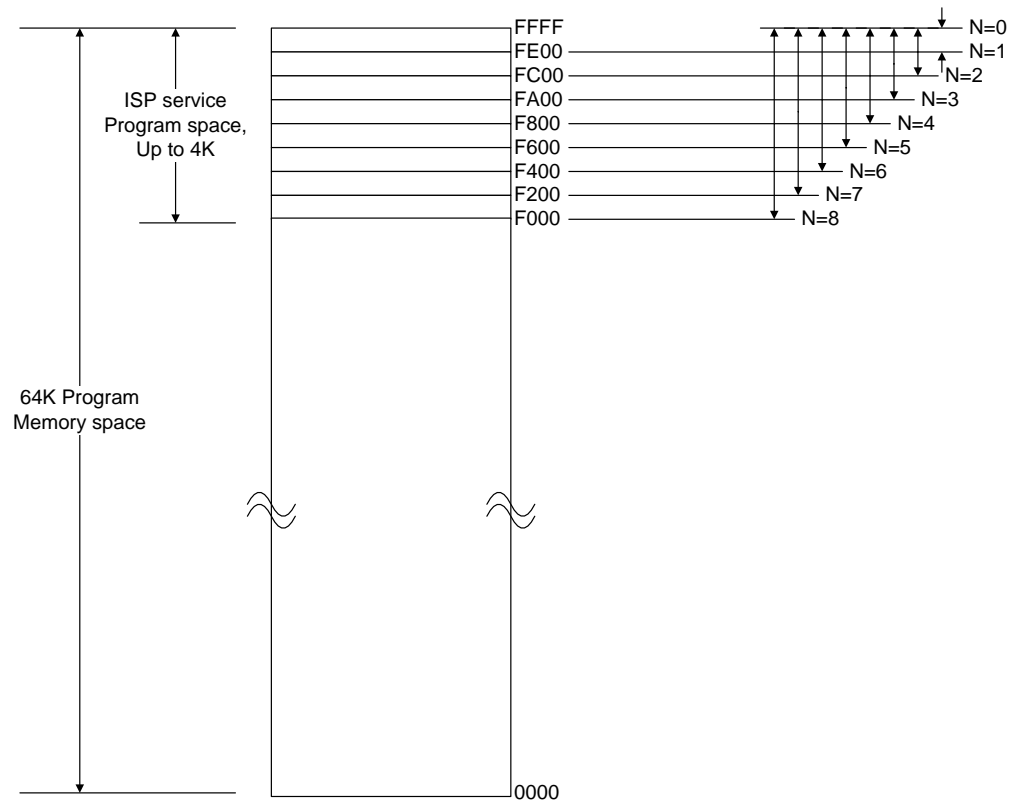 FFFF
N=0
FE00
N=1
FC00
N=2
FA00
N=3
F800
N=4
F600
N=5
F400
N=6
F200
N=7
F000
N=8
ISP service
Program space,
Up to 4K
64K Program
Memory space
0000